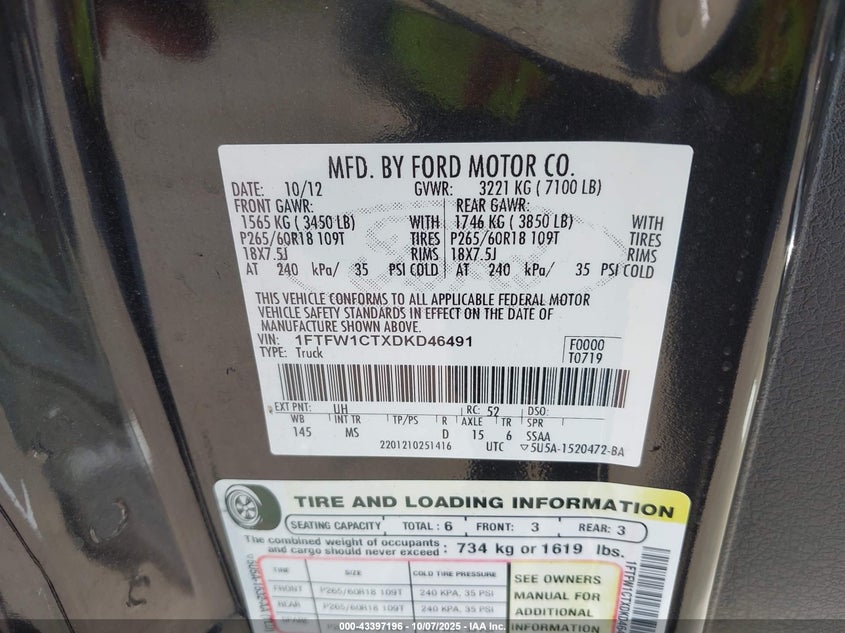 MFD. BY FORD MOTOR CO.
DATE: 10/12 GVWR: 3221 KG ( 7100 LB)
FRONT GAWR: REAR GAWR:
1565 KG ( 3450 LB) WITH 1746 KG ( 3850 LB) WITH
P265/60R18 109T TIRES P265/60R18 109T TIRES
18X7.5J RIMS 18X7.5J RIMS
AT 240 kPa/ 35 PSI COLD AT 240 kPa/ 35 PSI COLD
THIS VEHICLE CONFORMS TO ALL APPLICABLE FEDERAL MOTOR
VEHICLE SAFETY STANDARDS IN EFFECT ON THE DATE OF
MANUFACTURE SHOWN ABOVE.
VIN: 1FTFW1CTXDKD46491 F0000
TYPE: Truck T0719
EXT PNT: UH RC: 52 DSO:
WB INT TR TP/PS R AXLE TR SPR
145 MS D 15 6 SSAA
2201210251416 UTC ▽5U5A-1520472-BA
TIRE AND LOADING INFORMATION
SEATING CAPACITY TOTAL : 6 FRONT: 3 REAR: 3
The combined weight of occupants
and cargo should never exceed: 734 kg or 1619 lbs.
TIRE SIZE COLD TIRE PRESSURE
FRONT P265/60R18 109T 240 KPA, 35 PSI
REAR P265/60R18 109T 240 KPA, 35 PSI
SPARE
SEE OWNERS
MANUAL FOR
ADDITIONAL
INFORMATION
000-43397196 - 10/07/2025 - IAA Inc.